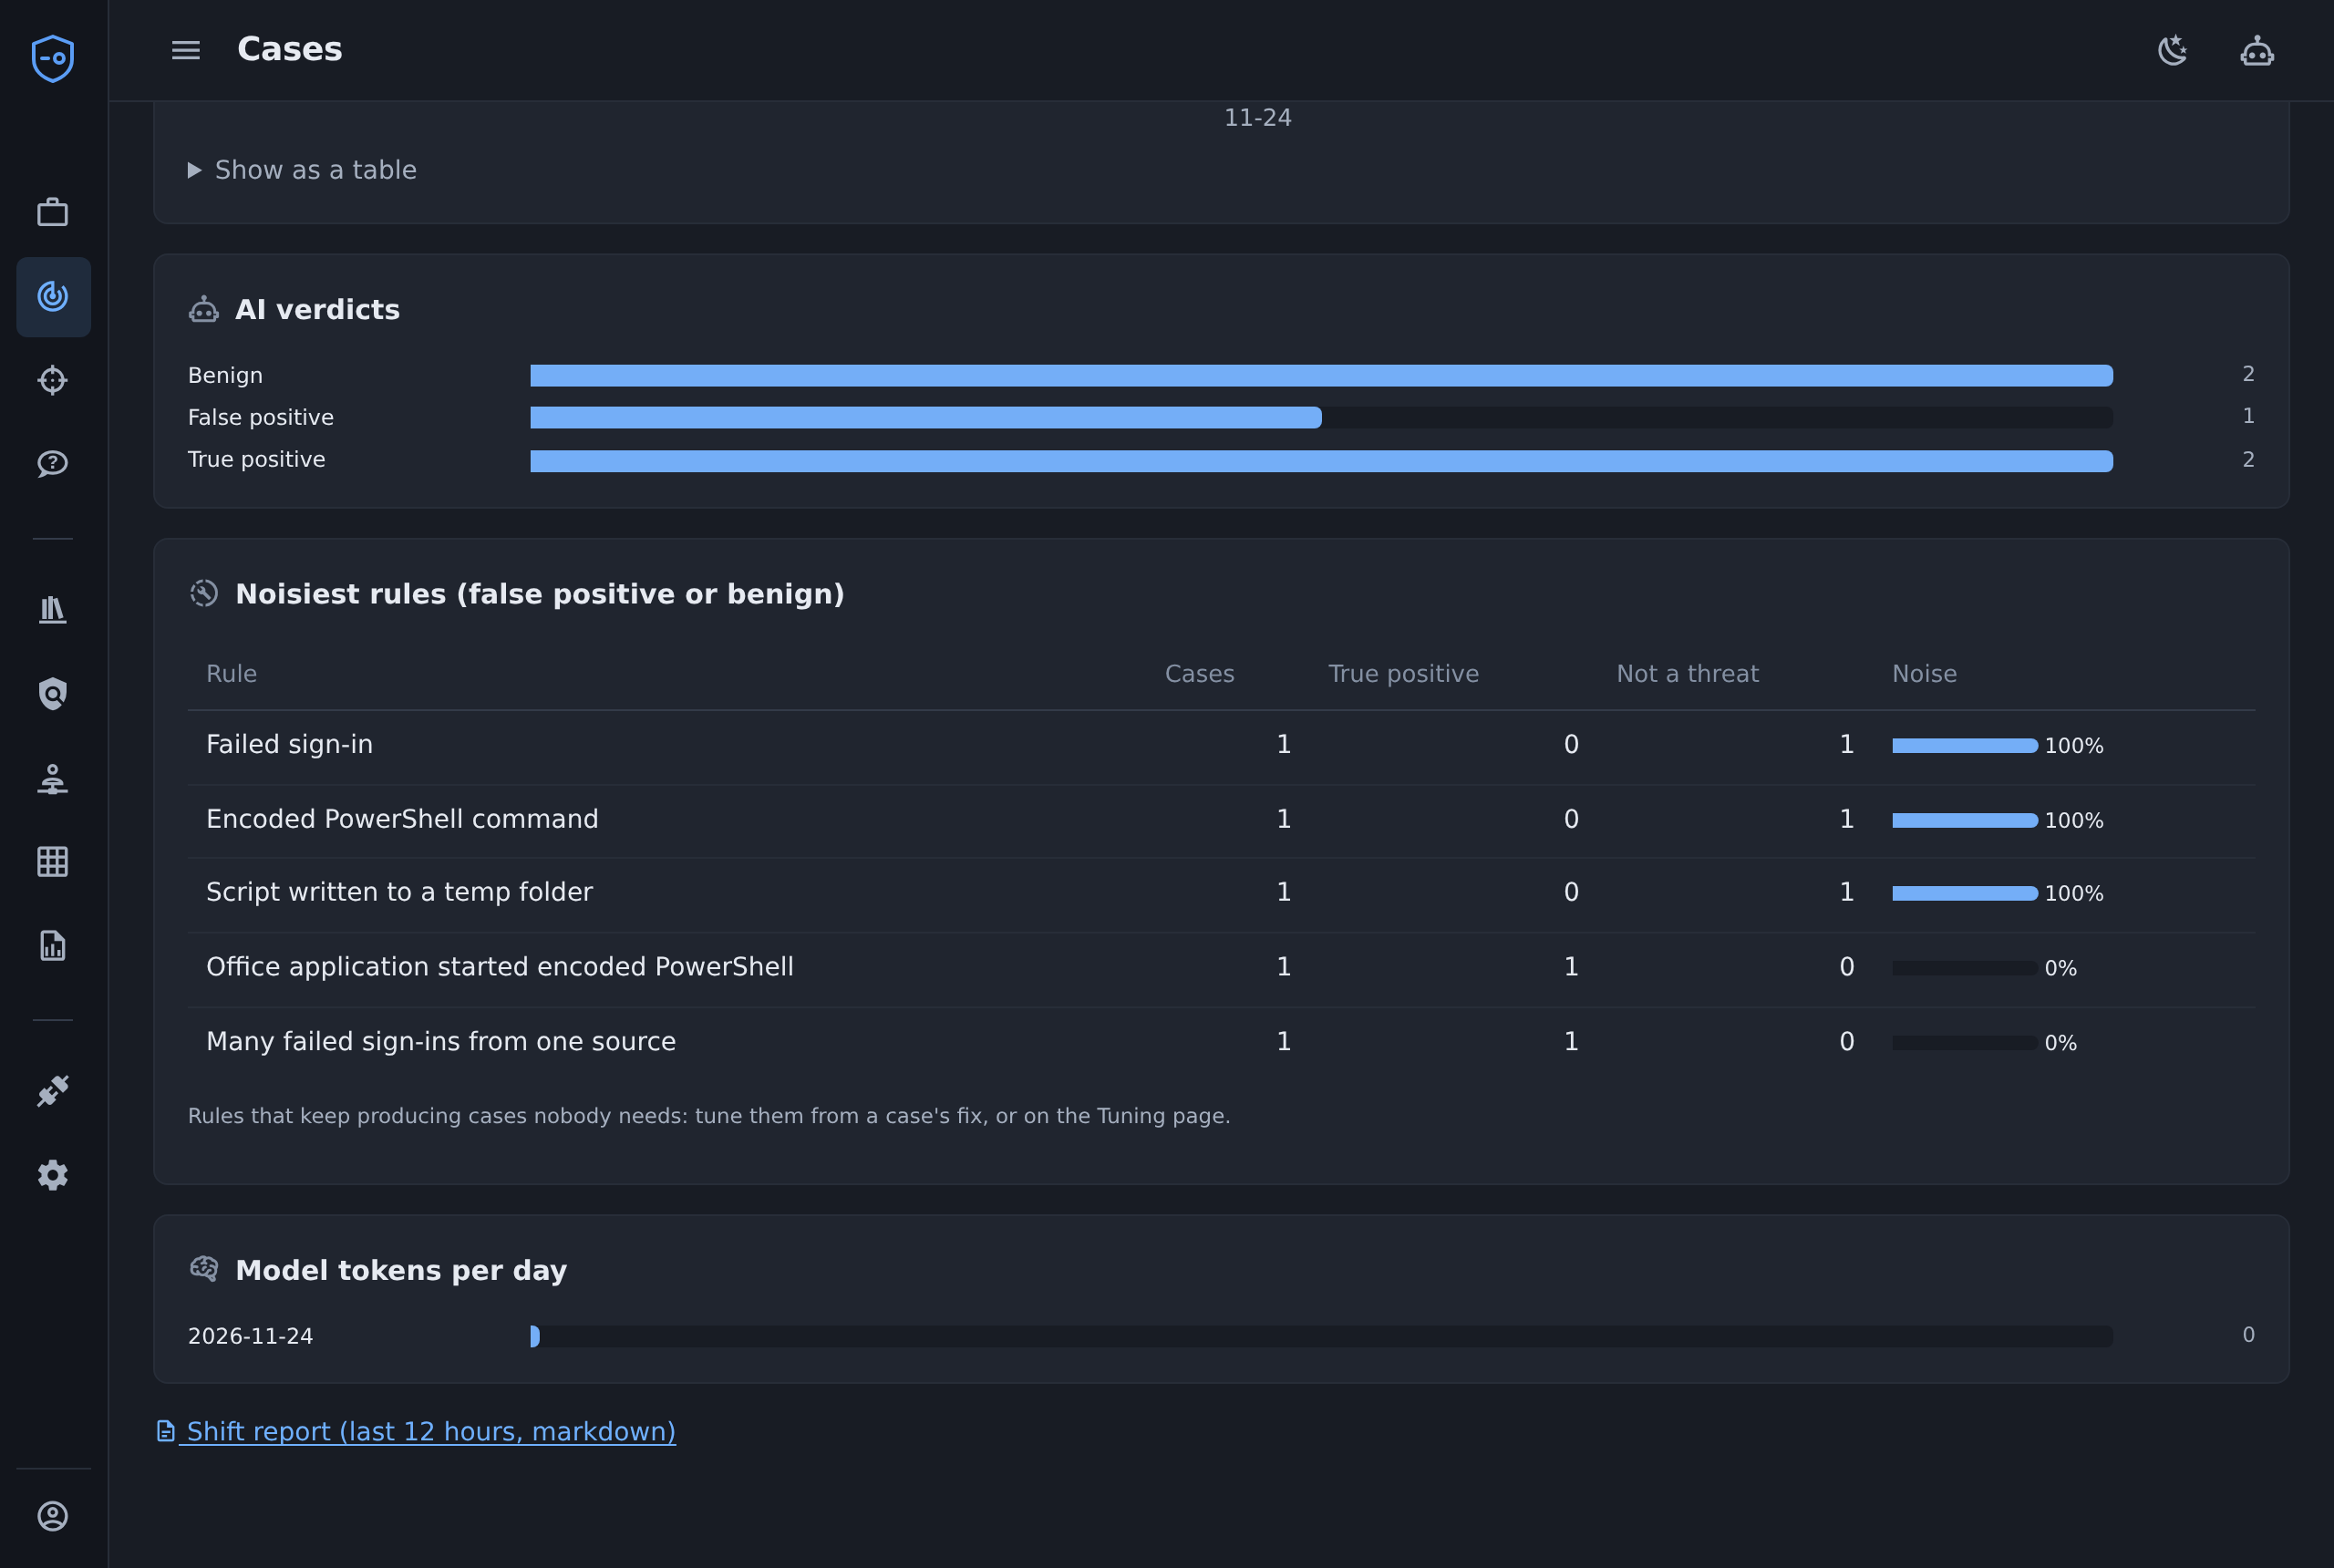 Cases
11-24
Show as a table
AI verdicts
Benign 2
False positive 1
True positive 2
Noisiest rules (false positive or benign)
Rule Cases True positive Not a threat Noise
Failed sign-in 1 0 1 100%
Encoded PowerShell command 1 0 1 100%
Script written to a temp folder 1 0 1 100%
Office application started encoded PowerShell 1 1 0 0%
Many failed sign-ins from one source 1 1 0 0%
Rules that keep producing cases nobody needs: tune them from a case's fix, or on the Tuning page.
Model tokens per day
2026-11-24 0
Shift report (last 12 hours, markdown)